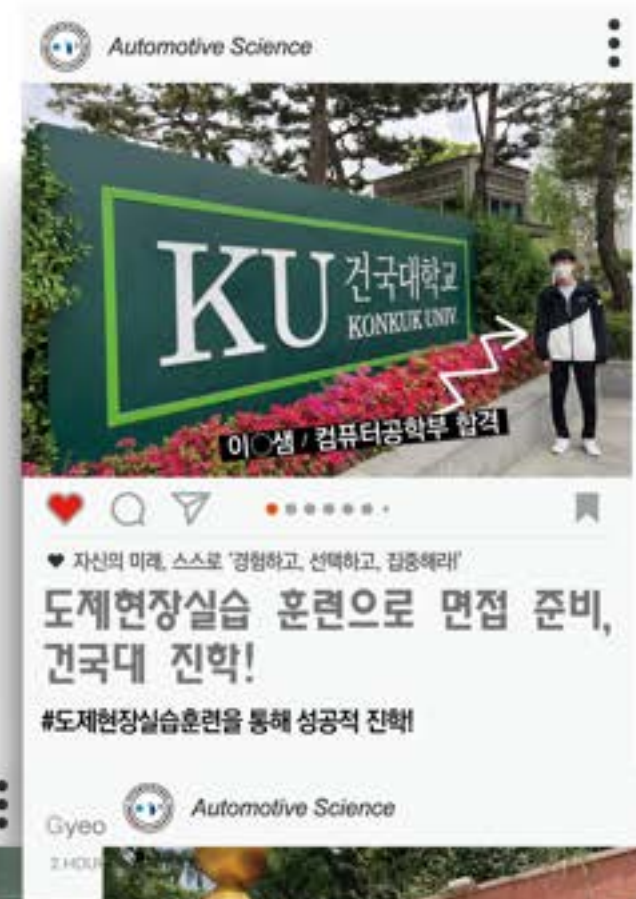 Automotive Science
KU 건국대학교
KONKUK UNIV.
이○샘 / 컴퓨터공학부 합격
♥ 자신의 미래, 스스로 '경험하고, 선택하고, 집중해라!'
도제현장실습 훈련으로 면접 준비,
건국대 진학!
#도제현장실습훈련을 통해 성공적 진학!
Automotive Science
Gyeo